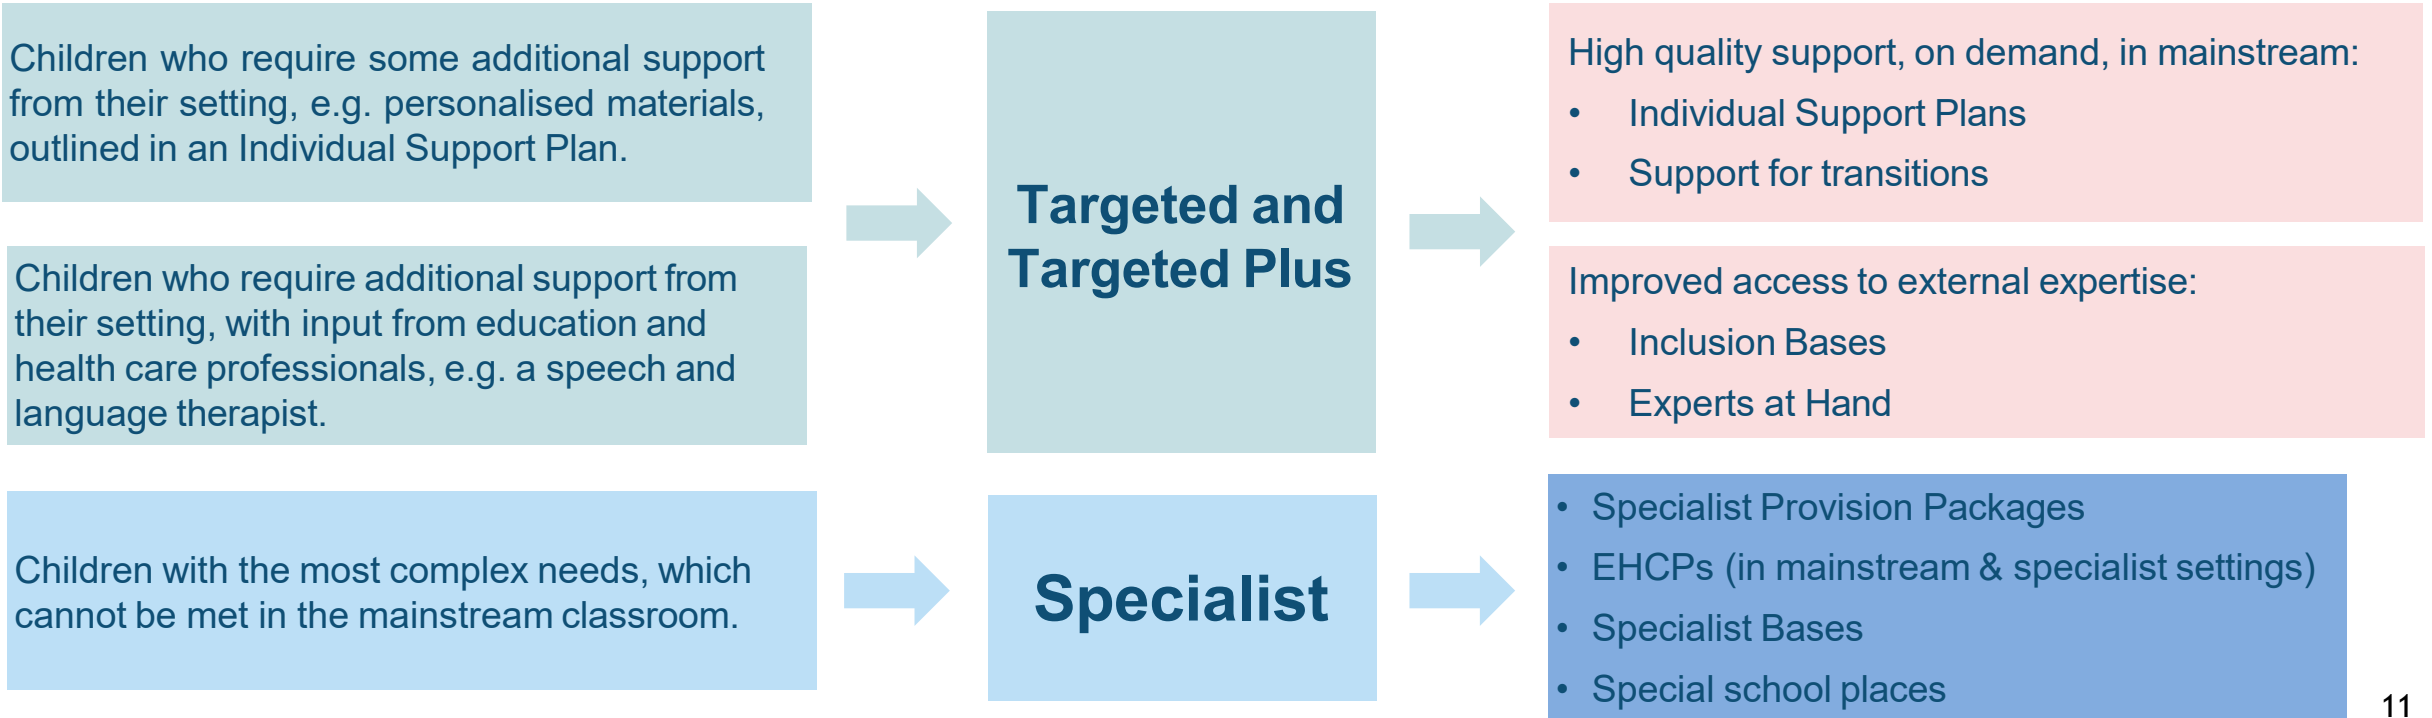 Children who require some additional support
from their setting, e.g. personalised materials,
outlined in an Individual Support Plan.
Children who require additional support from
their setting, with input from education and
health care professionals, e.g. a speech and
language therapist.
Targeted and
Targeted Plus
High quality support, on demand, in mainstream:
• Individual Support Plans
• Support for transitions
Improved access to external expertise:
• Inclusion Bases
• Experts at Hand
Children with the most complex needs, which
cannot be met in the mainstream classroom.
Specialist
• Specialist Provision Packages
• EHCPs (in mainstream & specialist settings)
• Specialist Bases
• Special school places
11